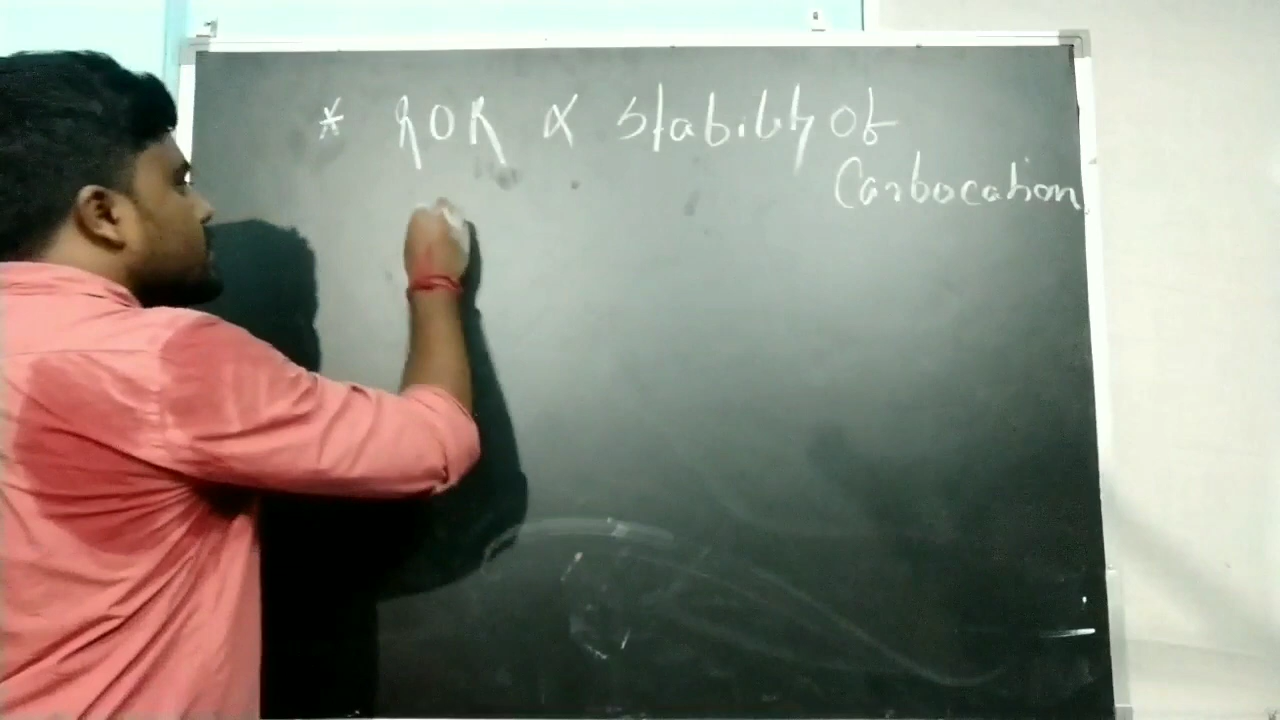 * ROR ∝ stability of
Carbocation